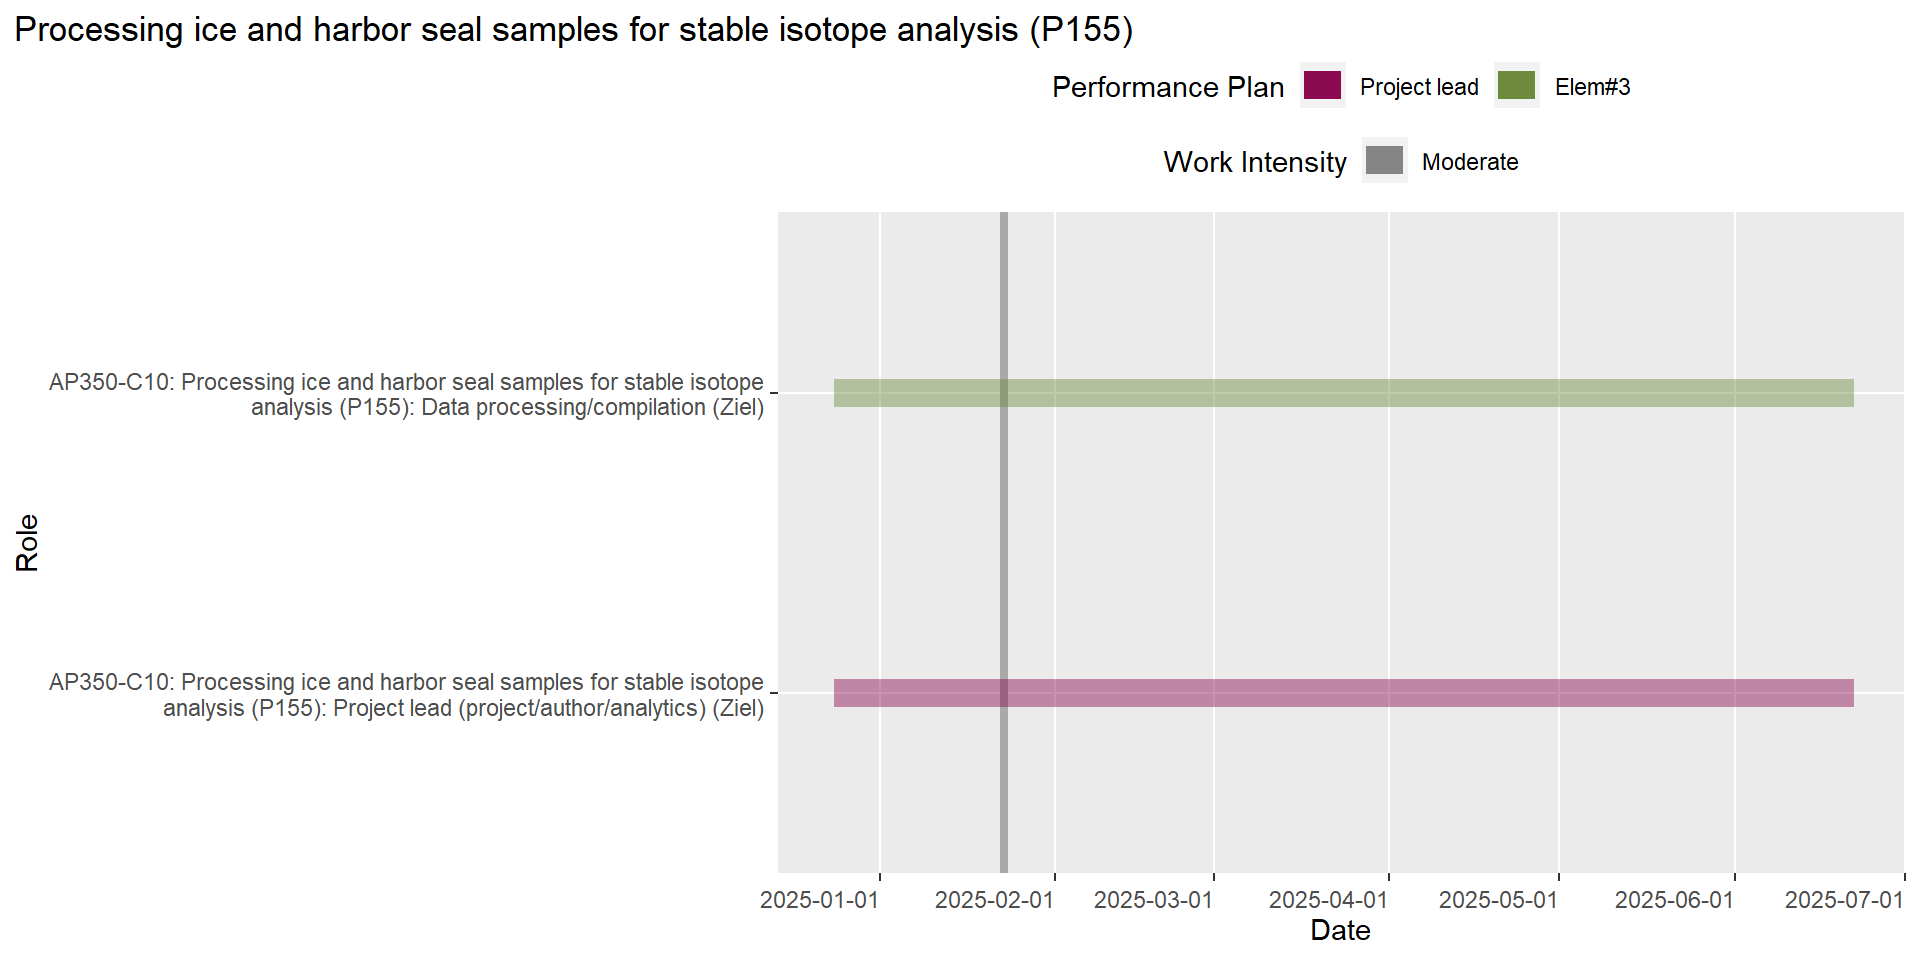 Processing ice and harbor seal samples for stable isotope analysis (P155)
Performance Plan Project lead Elem#3
Work Intensity Moderate
AP350-C10: Processing ice and harbor seal samples for stable isotope
analysis (P155): Data processing/compilation (Ziel)
Role
AP350-C10: Processing ice and harbor seal samples for stable isotope
analysis (P155): Project lead (project/author/analytics) (Ziel)
2025-01-01 2025-02-01 2025-03-01 2025-04-01 2025-05-01 2025-06-01 2025-07-01
Date